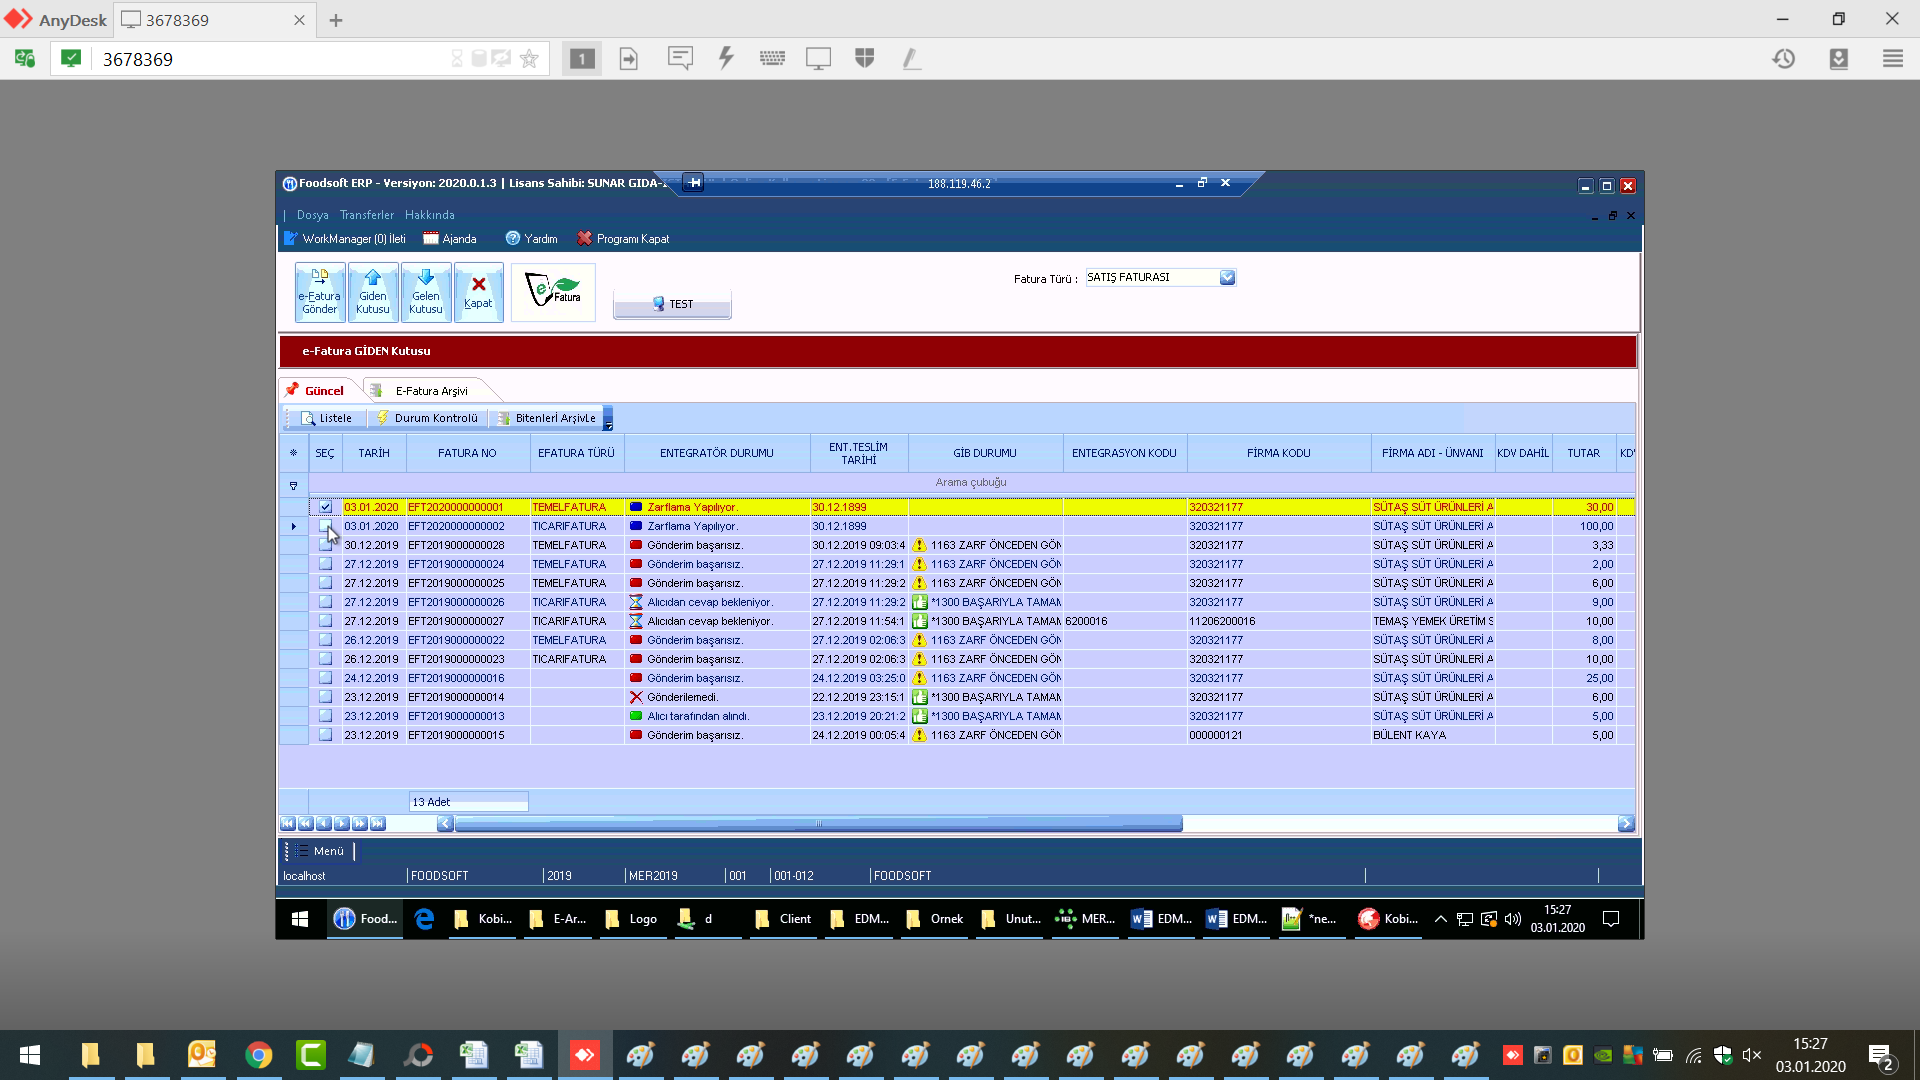 AnyDesk 3678369
3678369 1
Foodsoft ERP - Versiyon: 2020.0.1.3 | Lisans Sahibi: SUNAR GIDA-
188.119.46.2
Dosya Transferler Hakkında
WorkManager (0) İleti Ajanda Yardım Programı Kapat
e-Fatura Gönder
Giden Kutusu
Gelen Kutusu
Kapat
e Fatura
TEST
Fatura Türü : SATIŞ FATURASI
e-Fatura GİDEN Kutusu
Güncel E-Fatura Arşivi
Listele Durum Kontrolü Bitenleri ArşivLe
SEÇ TARİH FATURA NO EFATURA TÜRÜ ENTEGRATÖR DURUMU ENT.TESLİM TARİHİ GİB DURUMU ENTEGRASYON KODU FİRMA KODU FİRMA ADI - ÜNVANI KDV DAHİL TUTAR KDV
Arama çubuğu
03.01.2020 EFT2020000000001 TEMELFATURA Zarflama Yapılıyor. 30.12.1899 320321177 SÜTAŞ SÜT ÜRÜNLERİ A 30,00
03.01.2020 EFT2020000000002 TICARIFATURA Zarflama Yapılıyor. 30.12.1899 320321177 SÜTAŞ SÜT ÜRÜNLERİ A 100,00
30.12.2019 EFT2019000000028 TEMELFATURA Gönderim başarısız. 30.12.2019 09:03:4 1163 ZARF ÖNCEDEN GÖN 320321177 SÜTAŞ SÜT ÜRÜNLERİ A 3,33
27.12.2019 EFT2019000000024 TEMELFATURA Gönderim başarısız. 27.12.2019 11:29:1 1163 ZARF ÖNCEDEN GÖN 320321177 SÜTAŞ SÜT ÜRÜNLERİ A 2,00
27.12.2019 EFT2019000000025 TEMELFATURA Gönderim başarısız. 27.12.2019 11:29:2 1163 ZARF ÖNCEDEN GÖN 320321177 SÜTAŞ SÜT ÜRÜNLERİ A 6,00
27.12.2019 EFT2019000000026 TICARIFATURA Alıcıdan cevap bekleniyor. 27.12.2019 11:29:2 *1300 BAŞARIYLA TAMAM 320321177 SÜTAŞ SÜT ÜRÜNLERİ A 9,00
27.12.2019 EFT2019000000027 TICARIFATURA Alıcıdan cevap bekleniyor. 27.12.2019 11:54:1 *1300 BAŞARIYLA TAMAM 6200016 11206200016 TEMAŞ YEMEK ÜRETİM S 10,00
26.12.2019 EFT2019000000022 TEMELFATURA Gönderim başarısız. 27.12.2019 02:06:3 1163 ZARF ÖNCEDEN GÖN 320321177 SÜTAŞ SÜT ÜRÜNLERİ A 8,00
26.12.2019 EFT2019000000023 TICARIFATURA Gönderim başarısız. 27.12.2019 02:06:3 1163 ZARF ÖNCEDEN GÖN 320321177 SÜTAŞ SÜT ÜRÜNLERİ A 10,00
24.12.2019 EFT2019000000016 Gönderim başarısız. 24.12.2019 03:25:0 1163 ZARF ÖNCEDEN GÖN 320321177 SÜTAŞ SÜT ÜRÜNLERİ A 25,00
23.12.2019 EFT2019000000014 Gönderilemedi. 22.12.2019 23:15:1 *1300 BAŞARIYLA TAMAM 320321177 SÜTAŞ SÜT ÜRÜNLERİ A 6,00
23.12.2019 EFT2019000000013 Alıcı tarafından alındı. 23.12.2019 20:21:2 *1300 BAŞARIYLA TAMAM 320321177 SÜTAŞ SÜT ÜRÜNLERİ A 5,00
23.12.2019 EFT2019000000015 Gönderim başarısız. 24.12.2019 00:05:4 1163 ZARF ÖNCEDEN GÖN 000000121 BÜLENT KAYA 5,00
13 Adet
Menü
localhost FOODSOFT 2019 MER2019 001 001-012 FOODSOFT
Food... Kobi... E-Ar... Logo d Client EDM... Ornek Unut... MER... EDM... EDM... *ne... Kobi... 15:27
03.01.2020
15:27
03.01.2020 2